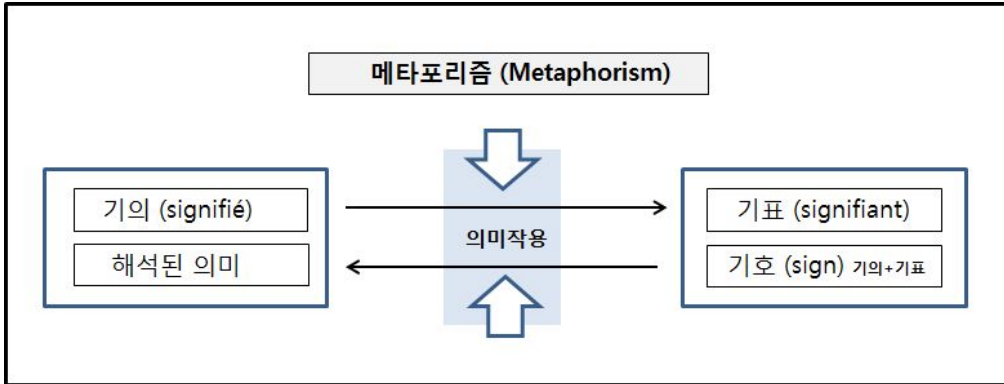 메타포리즘 (Metaphorism)
기의 (signifié)
해석된 의미
의미작용
기표 (signifiant)
기호 (sign) 기의+기표